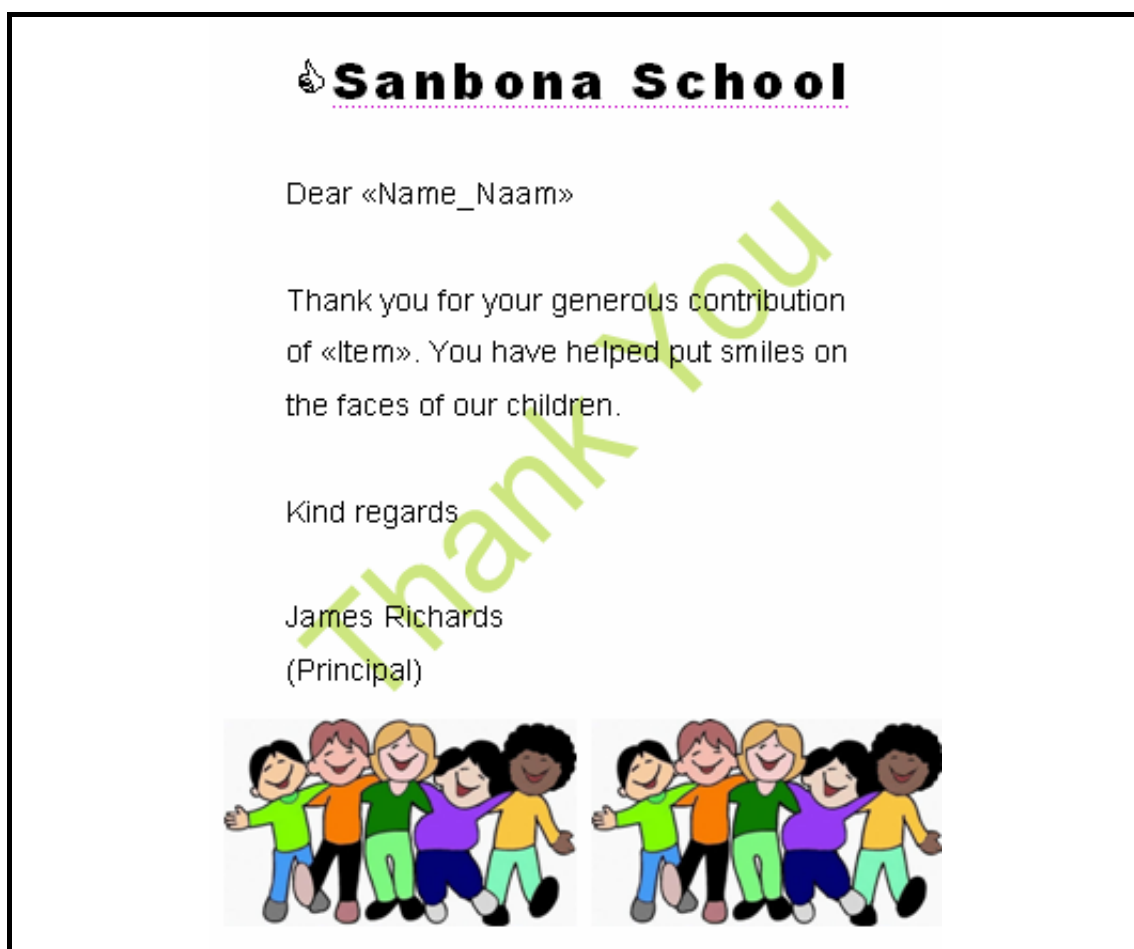 Sanbona School
Dear «Name_Naam»
Thank you for your generous contribution
of «Item». You have helped put smiles on
the faces of our children.
Kind regards
James Richards
(Principal)
Thank You